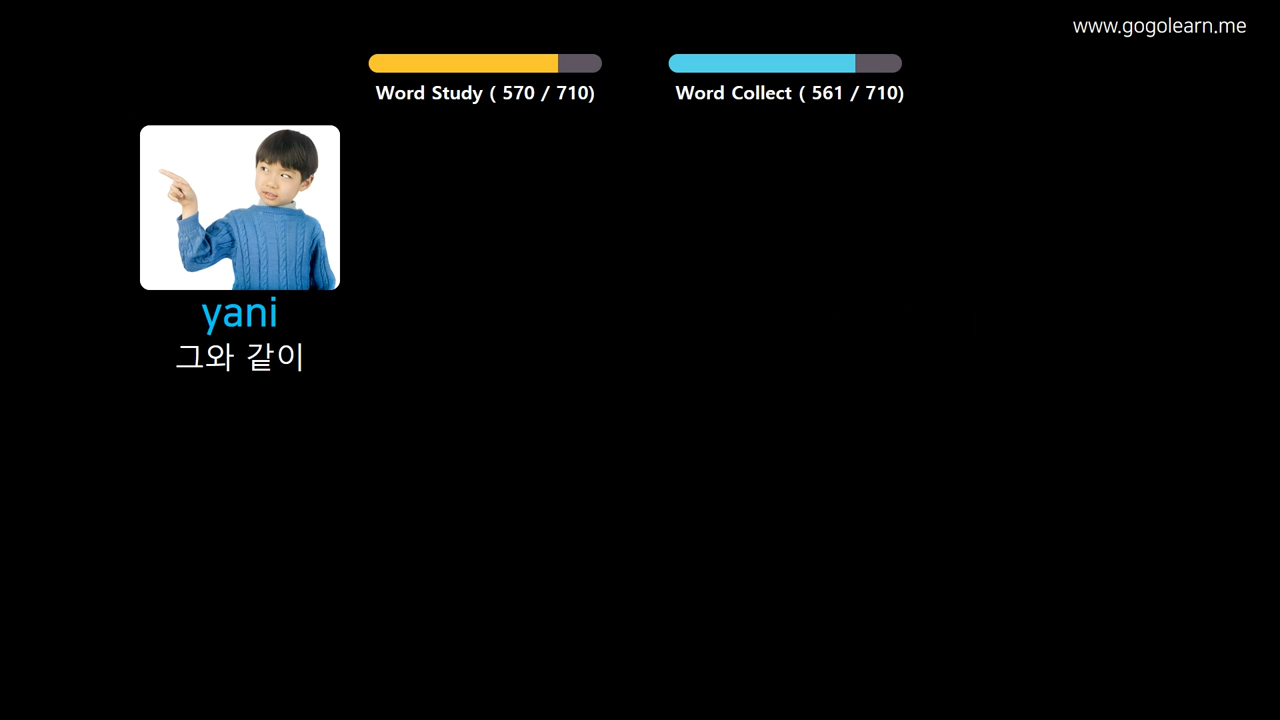 www.gogolearn.me
Word Study ( 570 / 710)
Word Collect ( 561 / 710)
yani
그와 같이